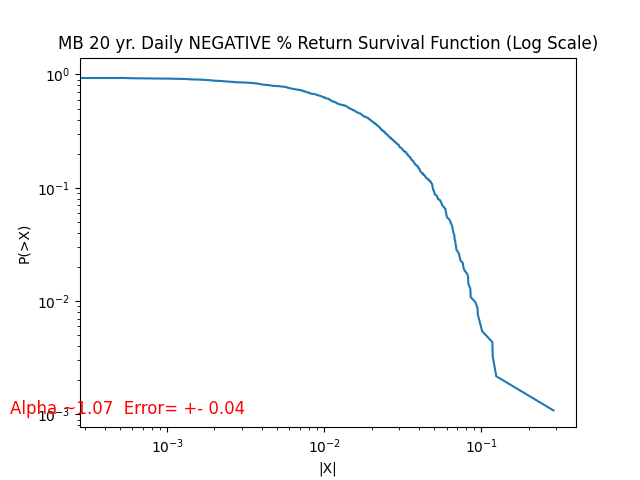 MB 20 yr. Daily NEGATIVE % Return Survival Function (Log Scale)
10⁰
10⁻¹
10⁻²
10⁻³
P(>X)
Alpha ~1.07 Error= +- 0.04
10⁻³ 10⁻² 10⁻¹
|X|